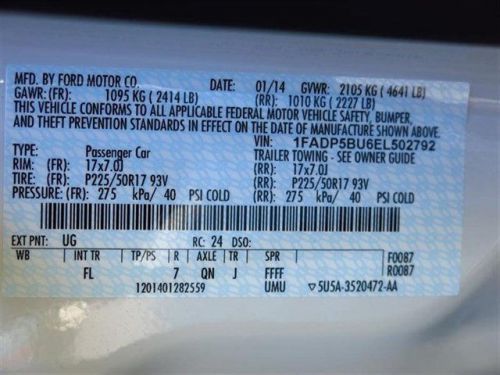 MFD. BY FORD MOTOR CO. DATE: 01/14 GVWR: 2105 KG ( 4641 LB)
GAWR: (FR): 1095 KG ( 2414 LB) (RR): 1010 KG ( 2227 LB)
THIS VEHICLE CONFORMS TO ALL APPLICABLE FEDERAL MOTOR VEHICLE SAFETY, BUMPER,
AND THEFT PREVENTION STANDARDS IN EFFECT ON THE DATE OF MANUFACTURE SHOWN ABOVE.
VIN: 1FADP5BU6EL502792
TYPE: Passenger Car TRAILER TOWING - SEE OWNER GUIDE
RIM: (FR): 17x7.0J (RR): 17x7.0J
TIRE: (FR): P225/50R17 93V (RR): P225/50R17 93V
PRESSURE: (FR): 275 kPa/ 40 PSI COLD (RR): 275 kPa/ 40 PSI COLD
EXT PNT: UG RC: 24 DSO:
WB INT TR TP/PS R AXLE TR SPR F0087
FL 7 QN J FFFF R0087
1201401282559 UMU ▽5U5A-3520472-AA